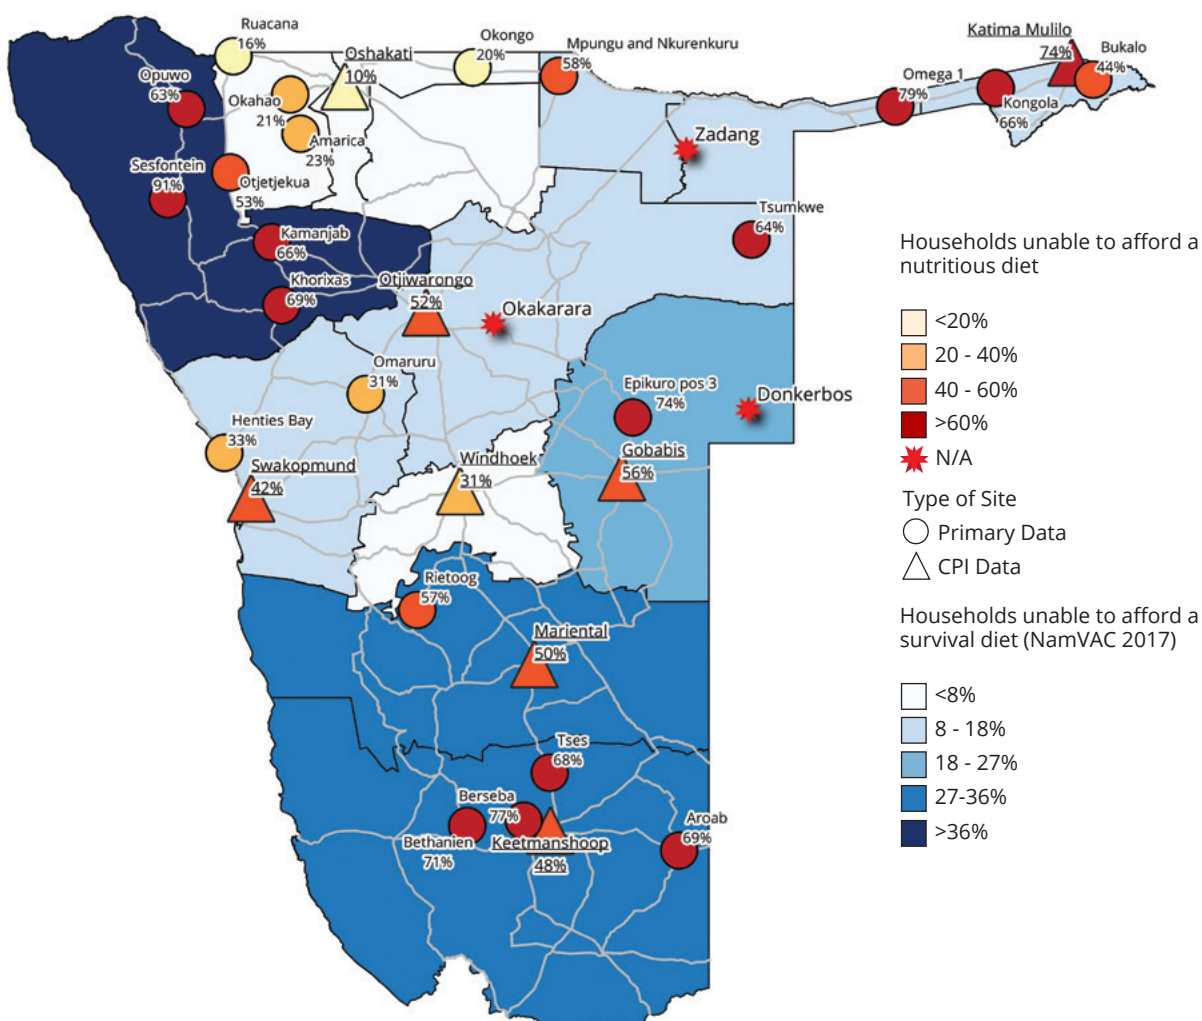 Ruacana
16%
Oshakati
10%
Okongo
20%
Mpungu and Nkurenkuru
58%
Katima Mulilo
74%
Bukalo
44%
Opuwo
63%
Okahao
21%
Omega 1
79%
Kongola
66%
Amarica
23%
Zadang
Sesfontein
91%
Otjetjekua
53%
Tsumkwe
64%
Kamanjab
66%
Khorixas
69%
Otjiwarongo
52%
Okakarara
Omaruru
31%
Epikuro pos 3
74%
Donkerbos
Henties Bay
33%
Swakopmund
42%
Windhoek
31%
Gobabis
56%
Rietoog
57%
Mariental
50%
Tses
68%
Berseba
77%
Bethanien
71%
Keetmanshoop
48%
Aroab
69%
Households unable to afford a
nutritious diet
<20%
20 - 40%
40 - 60%
>60%
N/A
Type of Site
Primary Data
CPI Data
Households unable to afford a
survival diet (NamVAC 2017)
<8%
8 - 18%
18 - 27%
27-36%
>36%